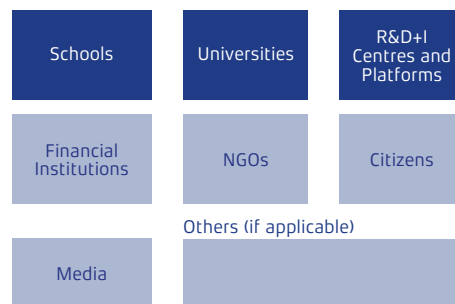 Schools
Universities
R&D+I
Centres and
Platforms
Financial
Institutions
NGOs
Citizens
Others (if applicable)
Media